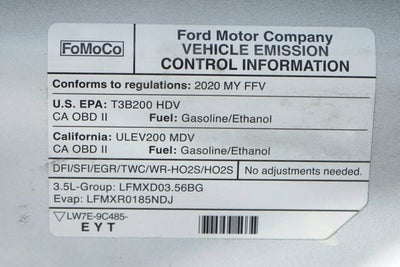 FoMoCo
Ford Motor Company
VEHICLE EMISSION
CONTROL INFORMATION
Conforms to regulations: 2020 MY FFV
U.S. EPA: T3B200 HDV
CA OBD II Fuel: Gasoline/Ethanol
California: ULEV200 MDV
CA OBD II Fuel: Gasoline/Ethanol
DFI/SFI/EGR/TWC/WR-HO2S/HO2S No adjustments needed.
3.5L-Group: LFMXD03.56BG
Evap: LFMXR0185NDJ
LW7E-9C485-
EYT